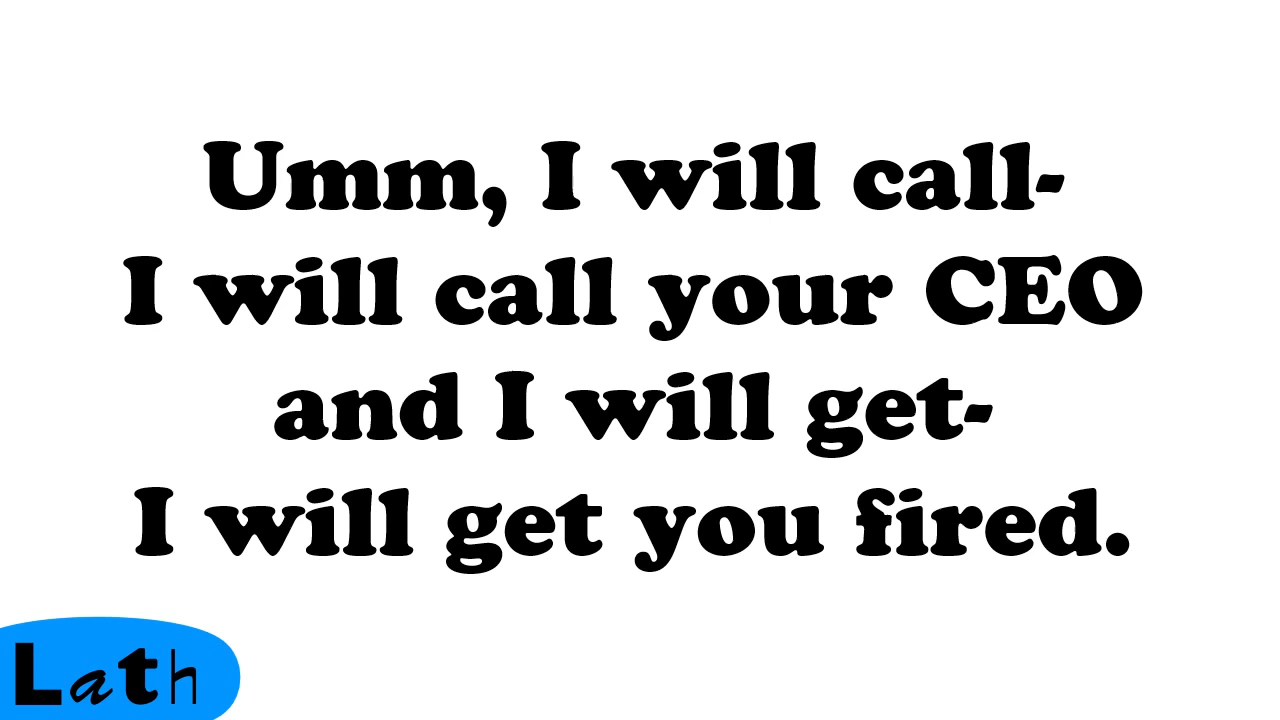 Umm, I will call-
I will call your CEO
and I will get-
I will get you fired.
Lath